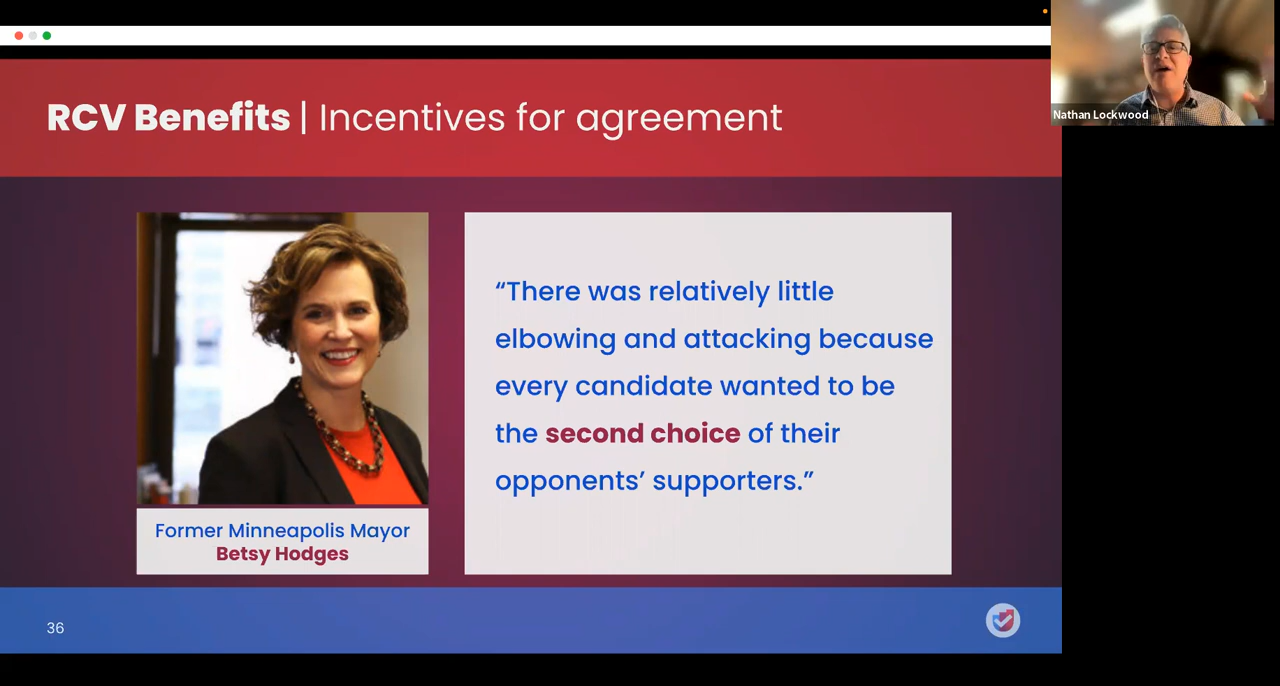 RCV Benefits | Incentives for agreement
Nathan Lockwood
“There was relatively little
elbowing and attacking because
every candidate wanted to be
the second choice of their
opponents’ supporters.”
Former Minneapolis Mayor
Betsy Hodges
36